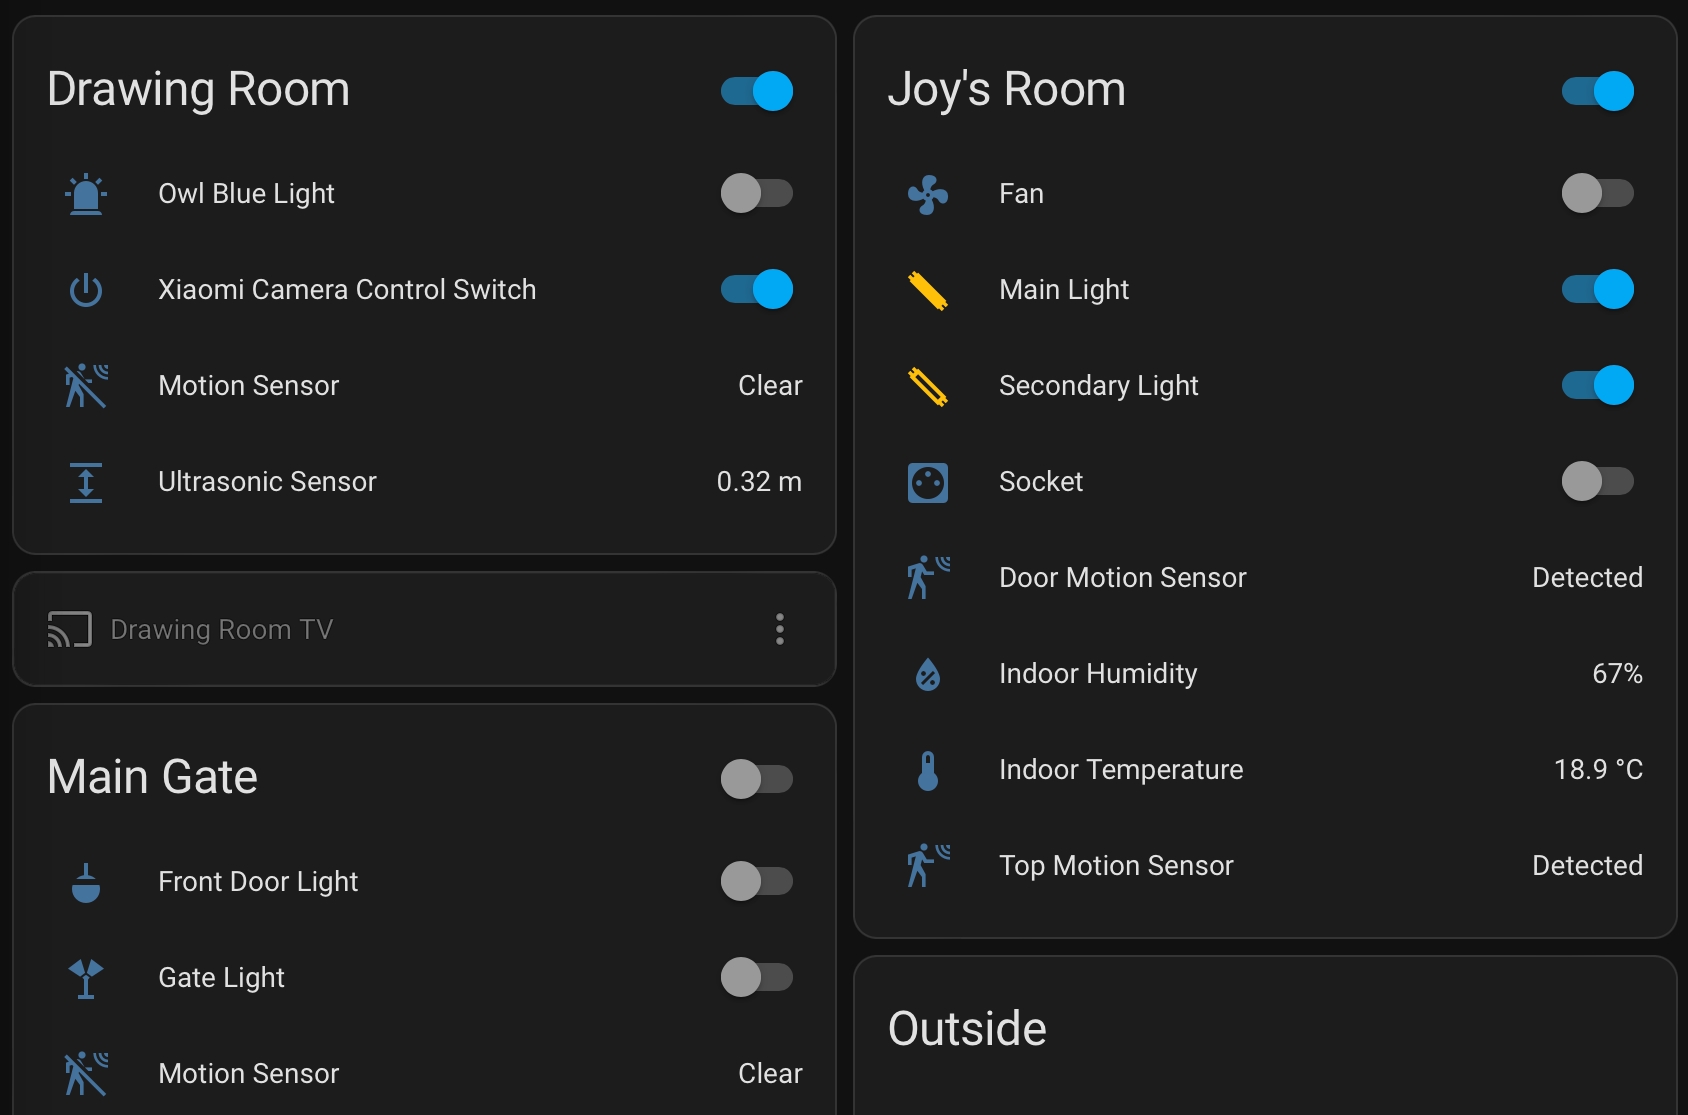 Drawing Room
Owl Blue Light
Xiaomi Camera Control Switch
Motion Sensor Clear
Ultrasonic Sensor 0.32 m
Drawing Room TV
Main Gate
Front Door Light
Gate Light
Motion Sensor Clear
Joy's Room
Fan
Main Light
Secondary Light
Socket
Door Motion Sensor Detected
Indoor Humidity 67%
Indoor Temperature 18.9 °C
Top Motion Sensor Detected
Outside